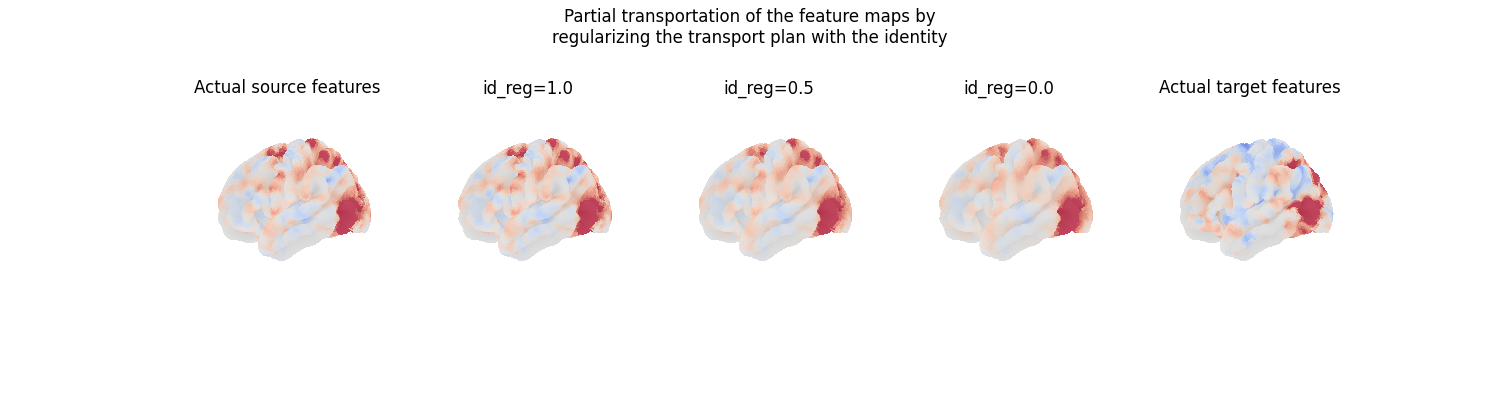 Partial transportation of the feature maps by
regularizing the transport plan with the identity
Actual source features
id_reg=1.0
id_reg=0.5
id_reg=0.0
Actual target features